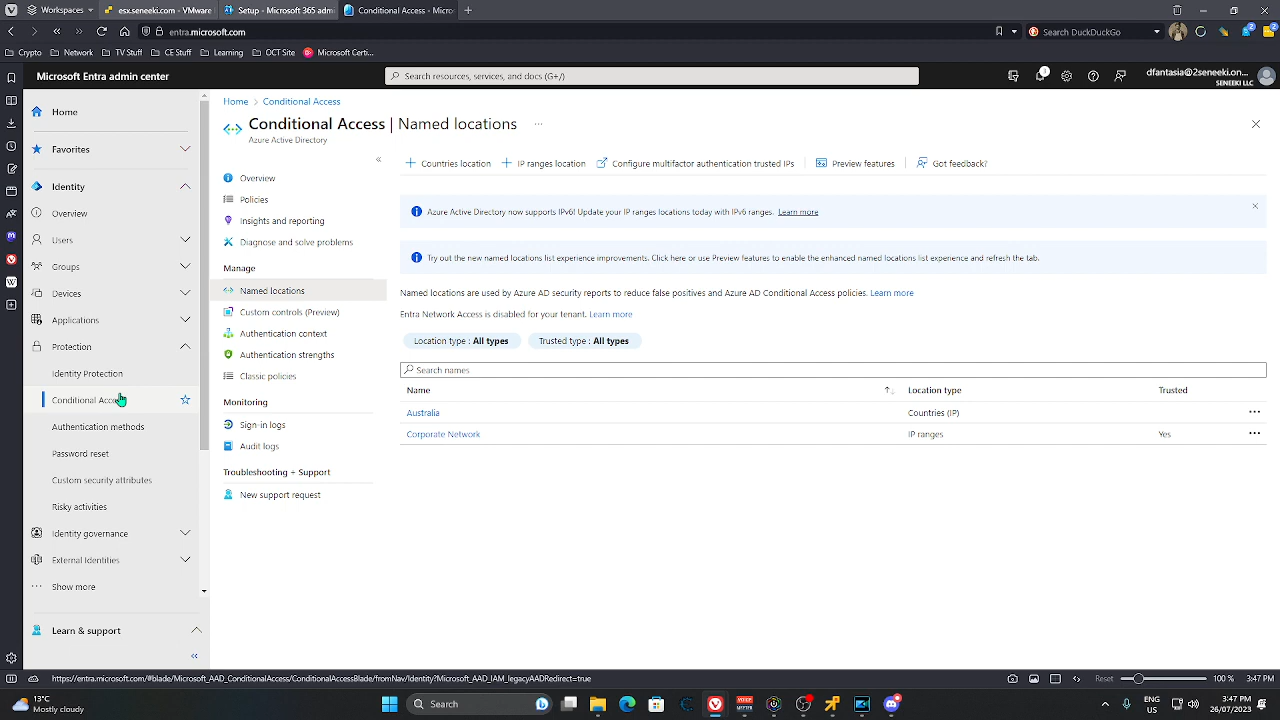 Workspaces
esx.seneeki.com - VMware
Setup - Microsoft 365 adm
Conditional Access - Micro
entra.microsoft.com
Search DuckDuckGo
Crypto
Network
TV Stuff
CE Stuff
Learning
OCT Site
Microsoft Certi...
Microsoft Entra admin center
Search resources, services, and docs (G+/)
dfantasia@2seneeki.on...
SENEEKI LLC
Home
Favorites
Identity
Overview
Users
Groups
Devices
Applications
Protection
Identity Protection
Conditional Acc
Authentication methods
Password reset
Custom security attributes
Risky activities
Identity governance
External Identities
Show more
Learn & support
Home > Conditional Access
Conditional Access | Named locations
Azure Active Directory
Overview
Policies
Insights and reporting
Diagnose and solve problems
Manage
Named locations
Custom controls (Preview)
Authentication context
Authentication strengths
Classic policies
Monitoring
Sign-in logs
Audit logs
Troubleshooting + Support
New support request
+ Countries location
+ IP ranges location
Configure multifactor authentication trusted IPs
Preview features
Got feedback?
Azure Active Directory now supports IPv6! Update your IP ranges locations today with IPv6 ranges. Learn more
Try out the new named locations list experience improvements. Click here or use Preview features to enable the enhanced named locations list experience and refresh the tab.
Named locations are used by Azure AD security reports to reduce false positives and Azure AD Conditional Access policies. Learn more
Entra Network Access is disabled for your tenant. Learn more
Location type : All types
Trusted type : All types
Search names
Name
Location type
Trusted
Australia
Countries (IP)
Corporate Network
IP ranges
Yes
https://entra.microsoft.com/#blade/Microsoft_AAD_ConditionalAccess/ConditionalAccessBlade/fromNav/Identity?Microsoft_AAD_IAM_legacyAADRedirect=true
Reset
100 %
3:47 PM
13°C
Mostly cloudy
Search
ENG
US
3:47 PM
26/07/2023